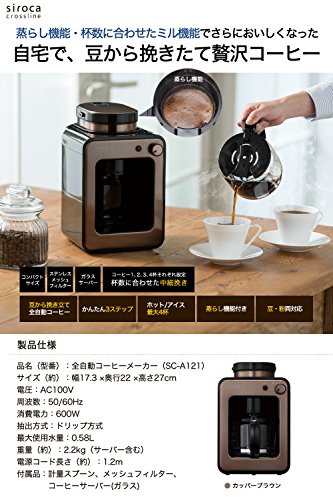 siroca
crossline
蒸らし機能・杯数に合わせたミル機能でさらにおいしくなった
自宅で、豆から挽きたて贅沢コーヒー
蒸らし機能
コンパクト
サイズ
ステンレス
メッシュ
フィルター
ガラス
サーバー
コーヒー1、2、3、4杯それぞれ設定
杯数に合わせた中細挽き
豆から挽き立て
全自動コーヒー
かんたん3ステップ
ホット/アイス
最大4杯
蒸らし機能付き
豆・粉両対応
製品仕様
品名（型番）：全自動コーヒーメーカー（SC-A121）
サイズ（約）：幅17.3 ×奥行22 ×高さ27cm
電圧：AC100V
周波数：50/60Hz
消費電力：600W
抽出方式：ドリップ方式
最大使用水量：0.58L
重量（約）：2.2kg（サーバー含む）
電源コード長さ（約）：1.2m
付属品：計量スプーン、メッシュフィルター、
コーヒーサーバー(ガラス)
カッパーブラウン